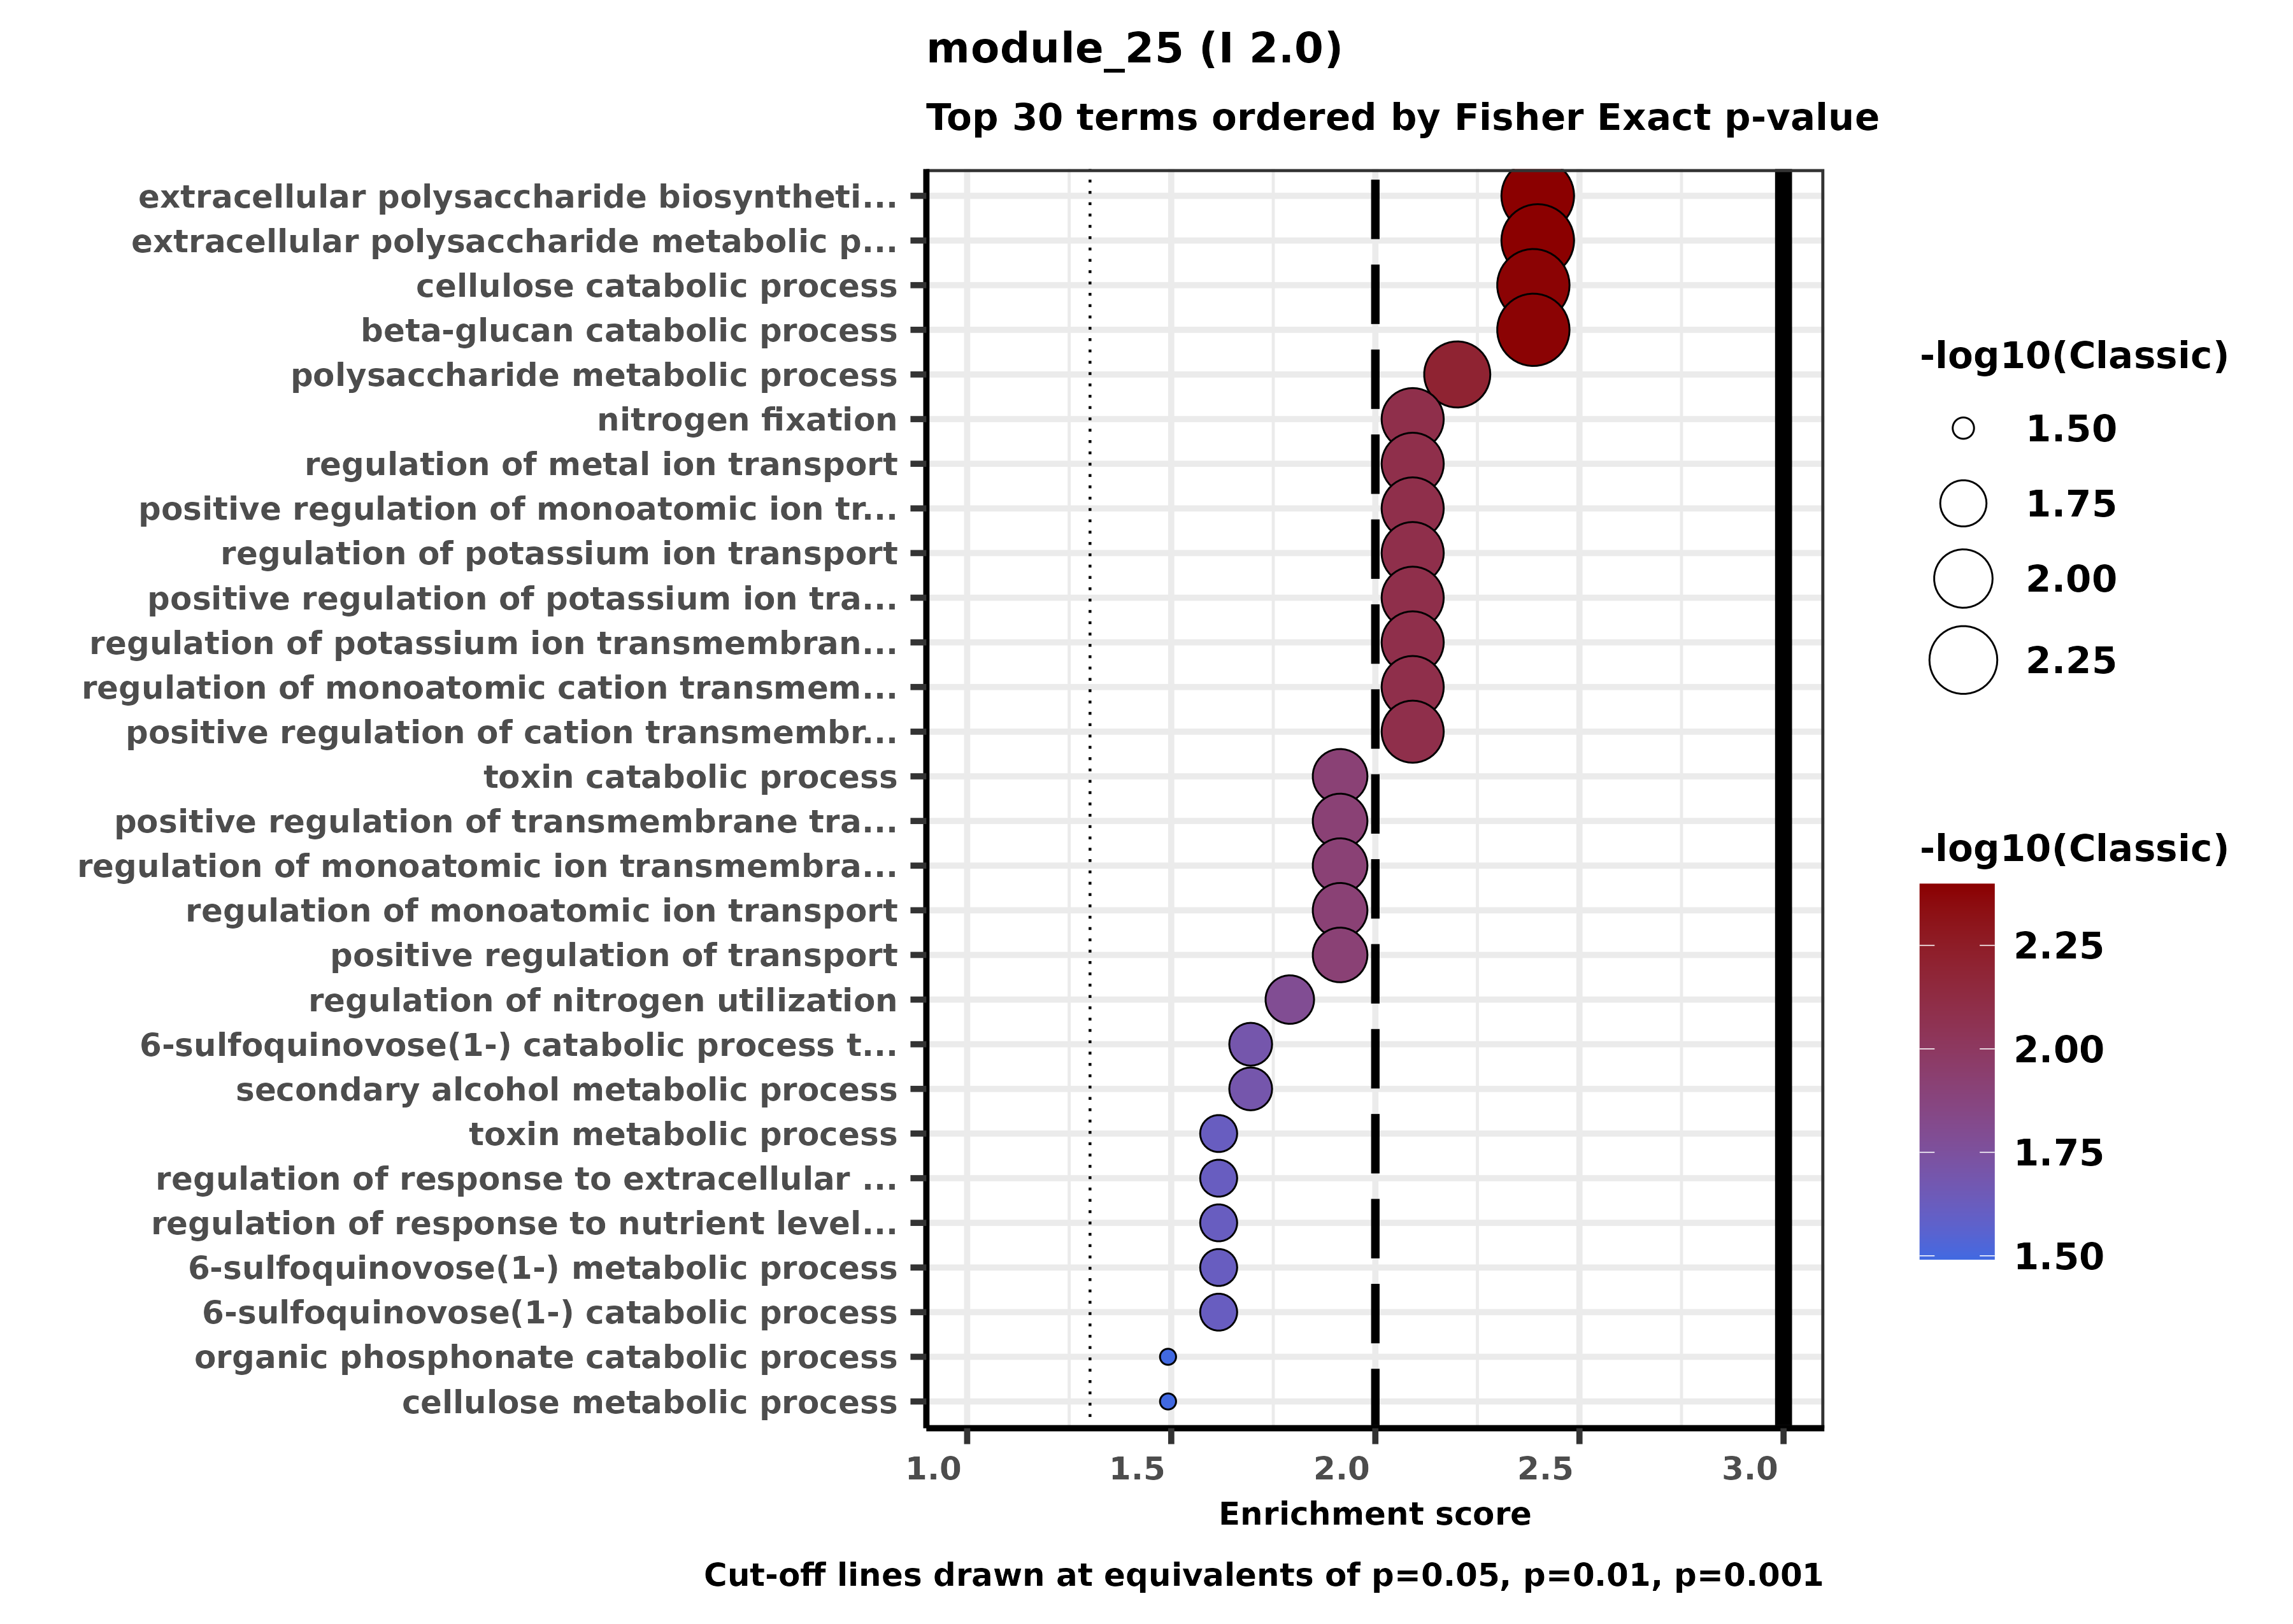 module_25 (I 2.0)
Top 30 terms ordered by Fisher Exact p-value
extracellular polysaccharide biosyntheti...
extracellular polysaccharide metabolic p...
cellulose catabolic process
beta-glucan catabolic process
polysaccharide metabolic process
nitrogen fixation
regulation of metal ion transport
positive regulation of monoatomic ion tr...
regulation of potassium ion transport
positive regulation of potassium ion tra...
regulation of potassium ion transmembran...
regulation of monoatomic cation transmem...
positive regulation of cation transmembr...
toxin catabolic process
positive regulation of transmembrane tra...
regulation of monoatomic ion transmembra...
regulation of monoatomic ion transport
positive regulation of transport
regulation of nitrogen utilization
6-sulfoquinovose(1-) catabolic process t...
secondary alcohol metabolic process
toxin metabolic process
regulation of response to extracellular ...
regulation of response to nutrient level...
6-sulfoquinovose(1-) metabolic process
6-sulfoquinovose(1-) catabolic process
organic phosphonate catabolic process
cellulose metabolic process
1.0 1.5 2.0 2.5 3.0
Enrichment score
Cut-off lines drawn at equivalents of p=0.05, p=0.01, p=0.001
-log10(Classic)
1.50
1.75
2.00
2.25
-log10(Classic)
2.25
2.00
1.75
1.50